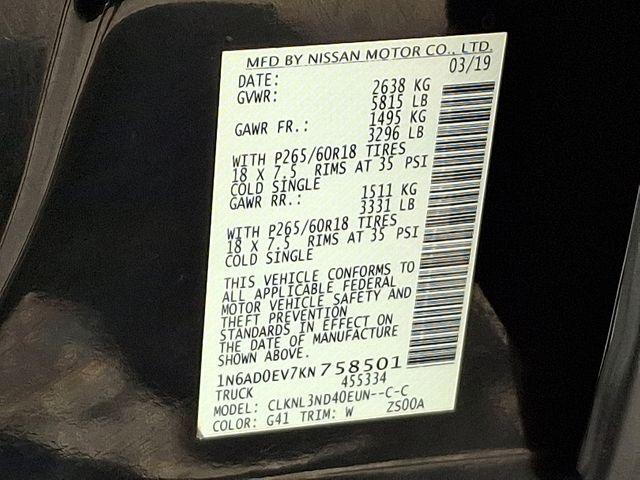 MFD BY NISSAN MOTOR CO., LTD.
DATE: 03/19
GVWR: 2638 KG
5815 LB
GAWR FR.: 1495 KG
3296 LB
WITH P265/60R18 TIRES
18 X 7.5 RIMS AT 35 PSI
COLD SINGLE
GAWR RR.: 1511 KG
3331 LB
WITH P265/60R18 TIRES
18 X 7.5 RIMS AT 35 PSI
COLD SINGLE
THIS VEHICLE CONFORMS TO
ALL APPLICABLE FEDERAL
MOTOR VEHICLE SAFETY AND
THEFT PREVENTION
STANDARDS IN EFFECT ON
THE DATE OF MANUFACTURE
SHOWN ABOVE.
1N6AD0EV7KN758501
TRUCK 455334
MODEL: CLKNL3ND40EUN--C-C
COLOR: G41 TRIM: W ZS00A